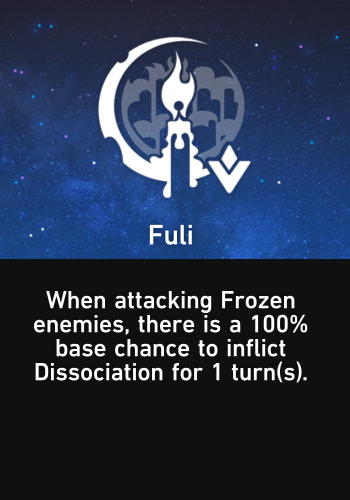 Fuli
When attacking Frozen
enemies, there is a 100%
base chance to inflict
Dissociation for 1 turn(s).